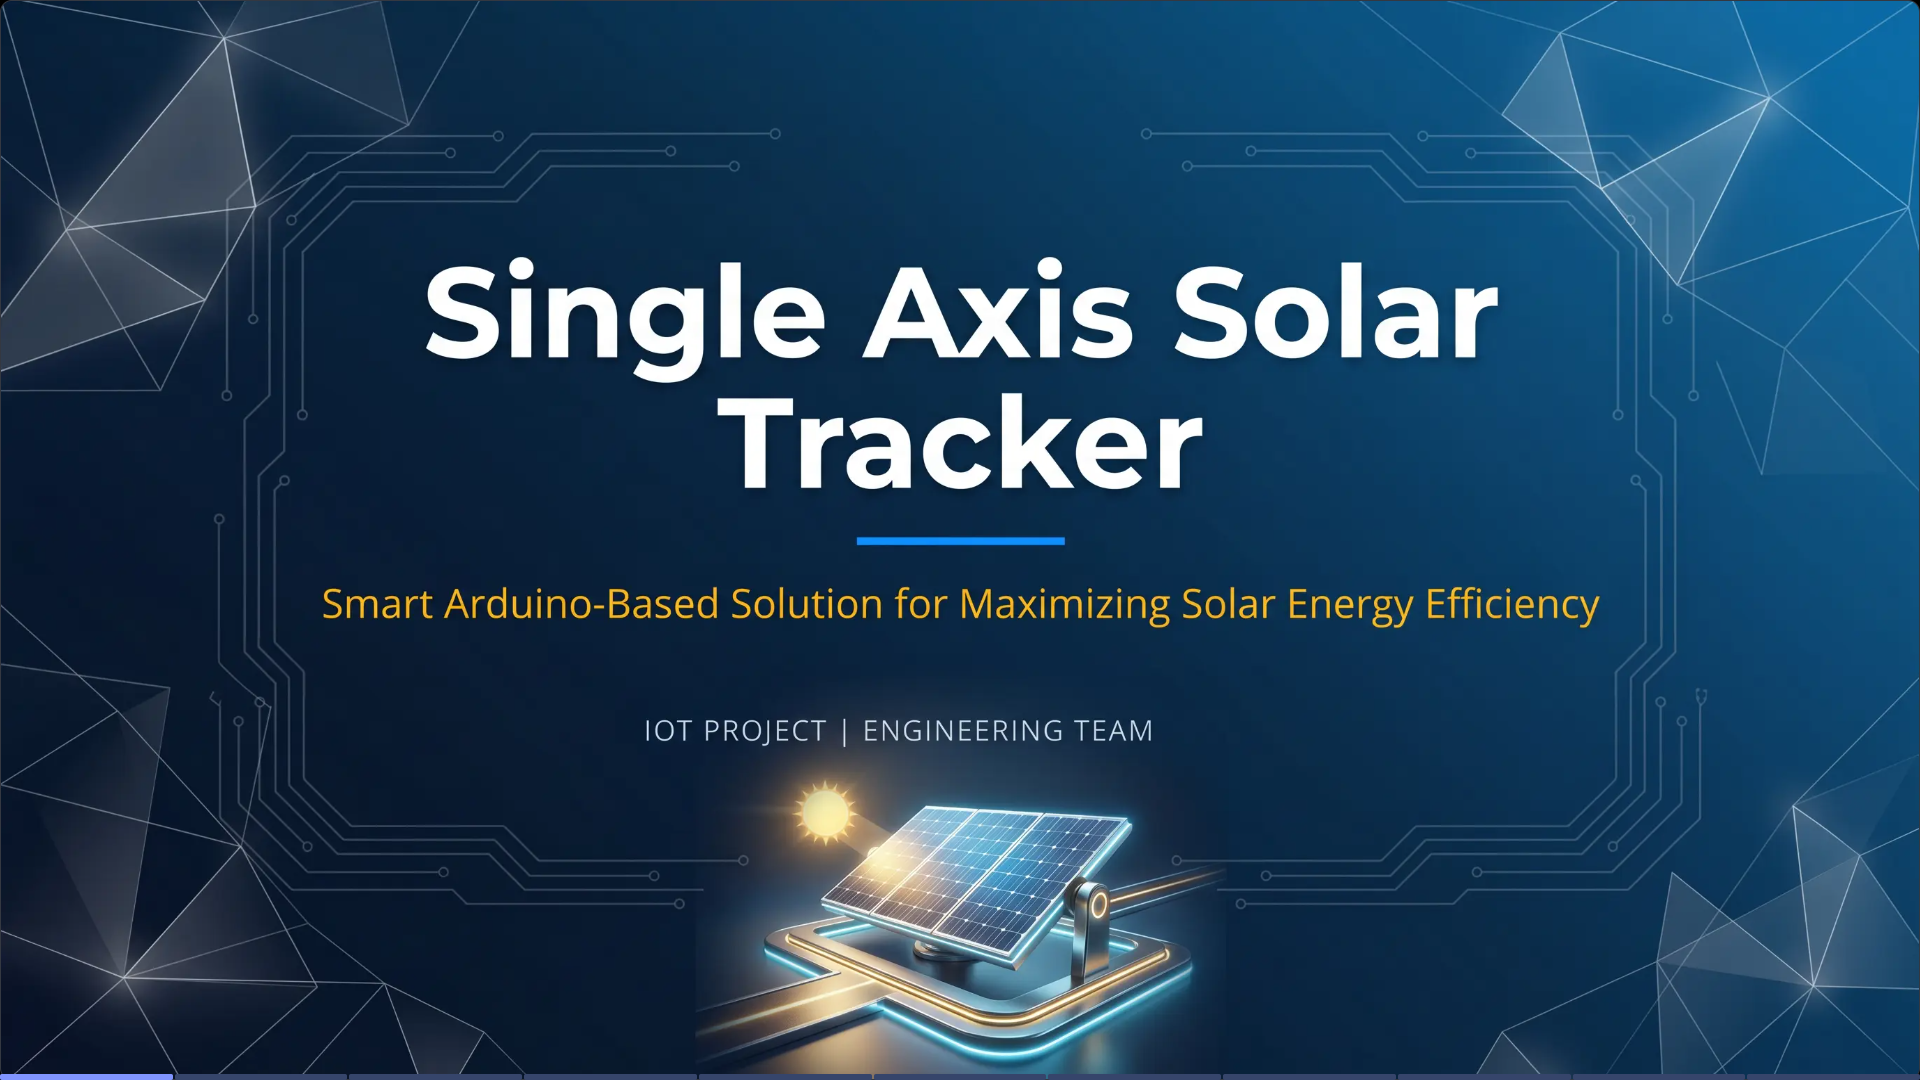 Single Axis Solar
Tracker
Smart Arduino-Based Solution for Maximizing Solar Energy Efficiency
IOT PROJECT | ENGINEERING TEAM